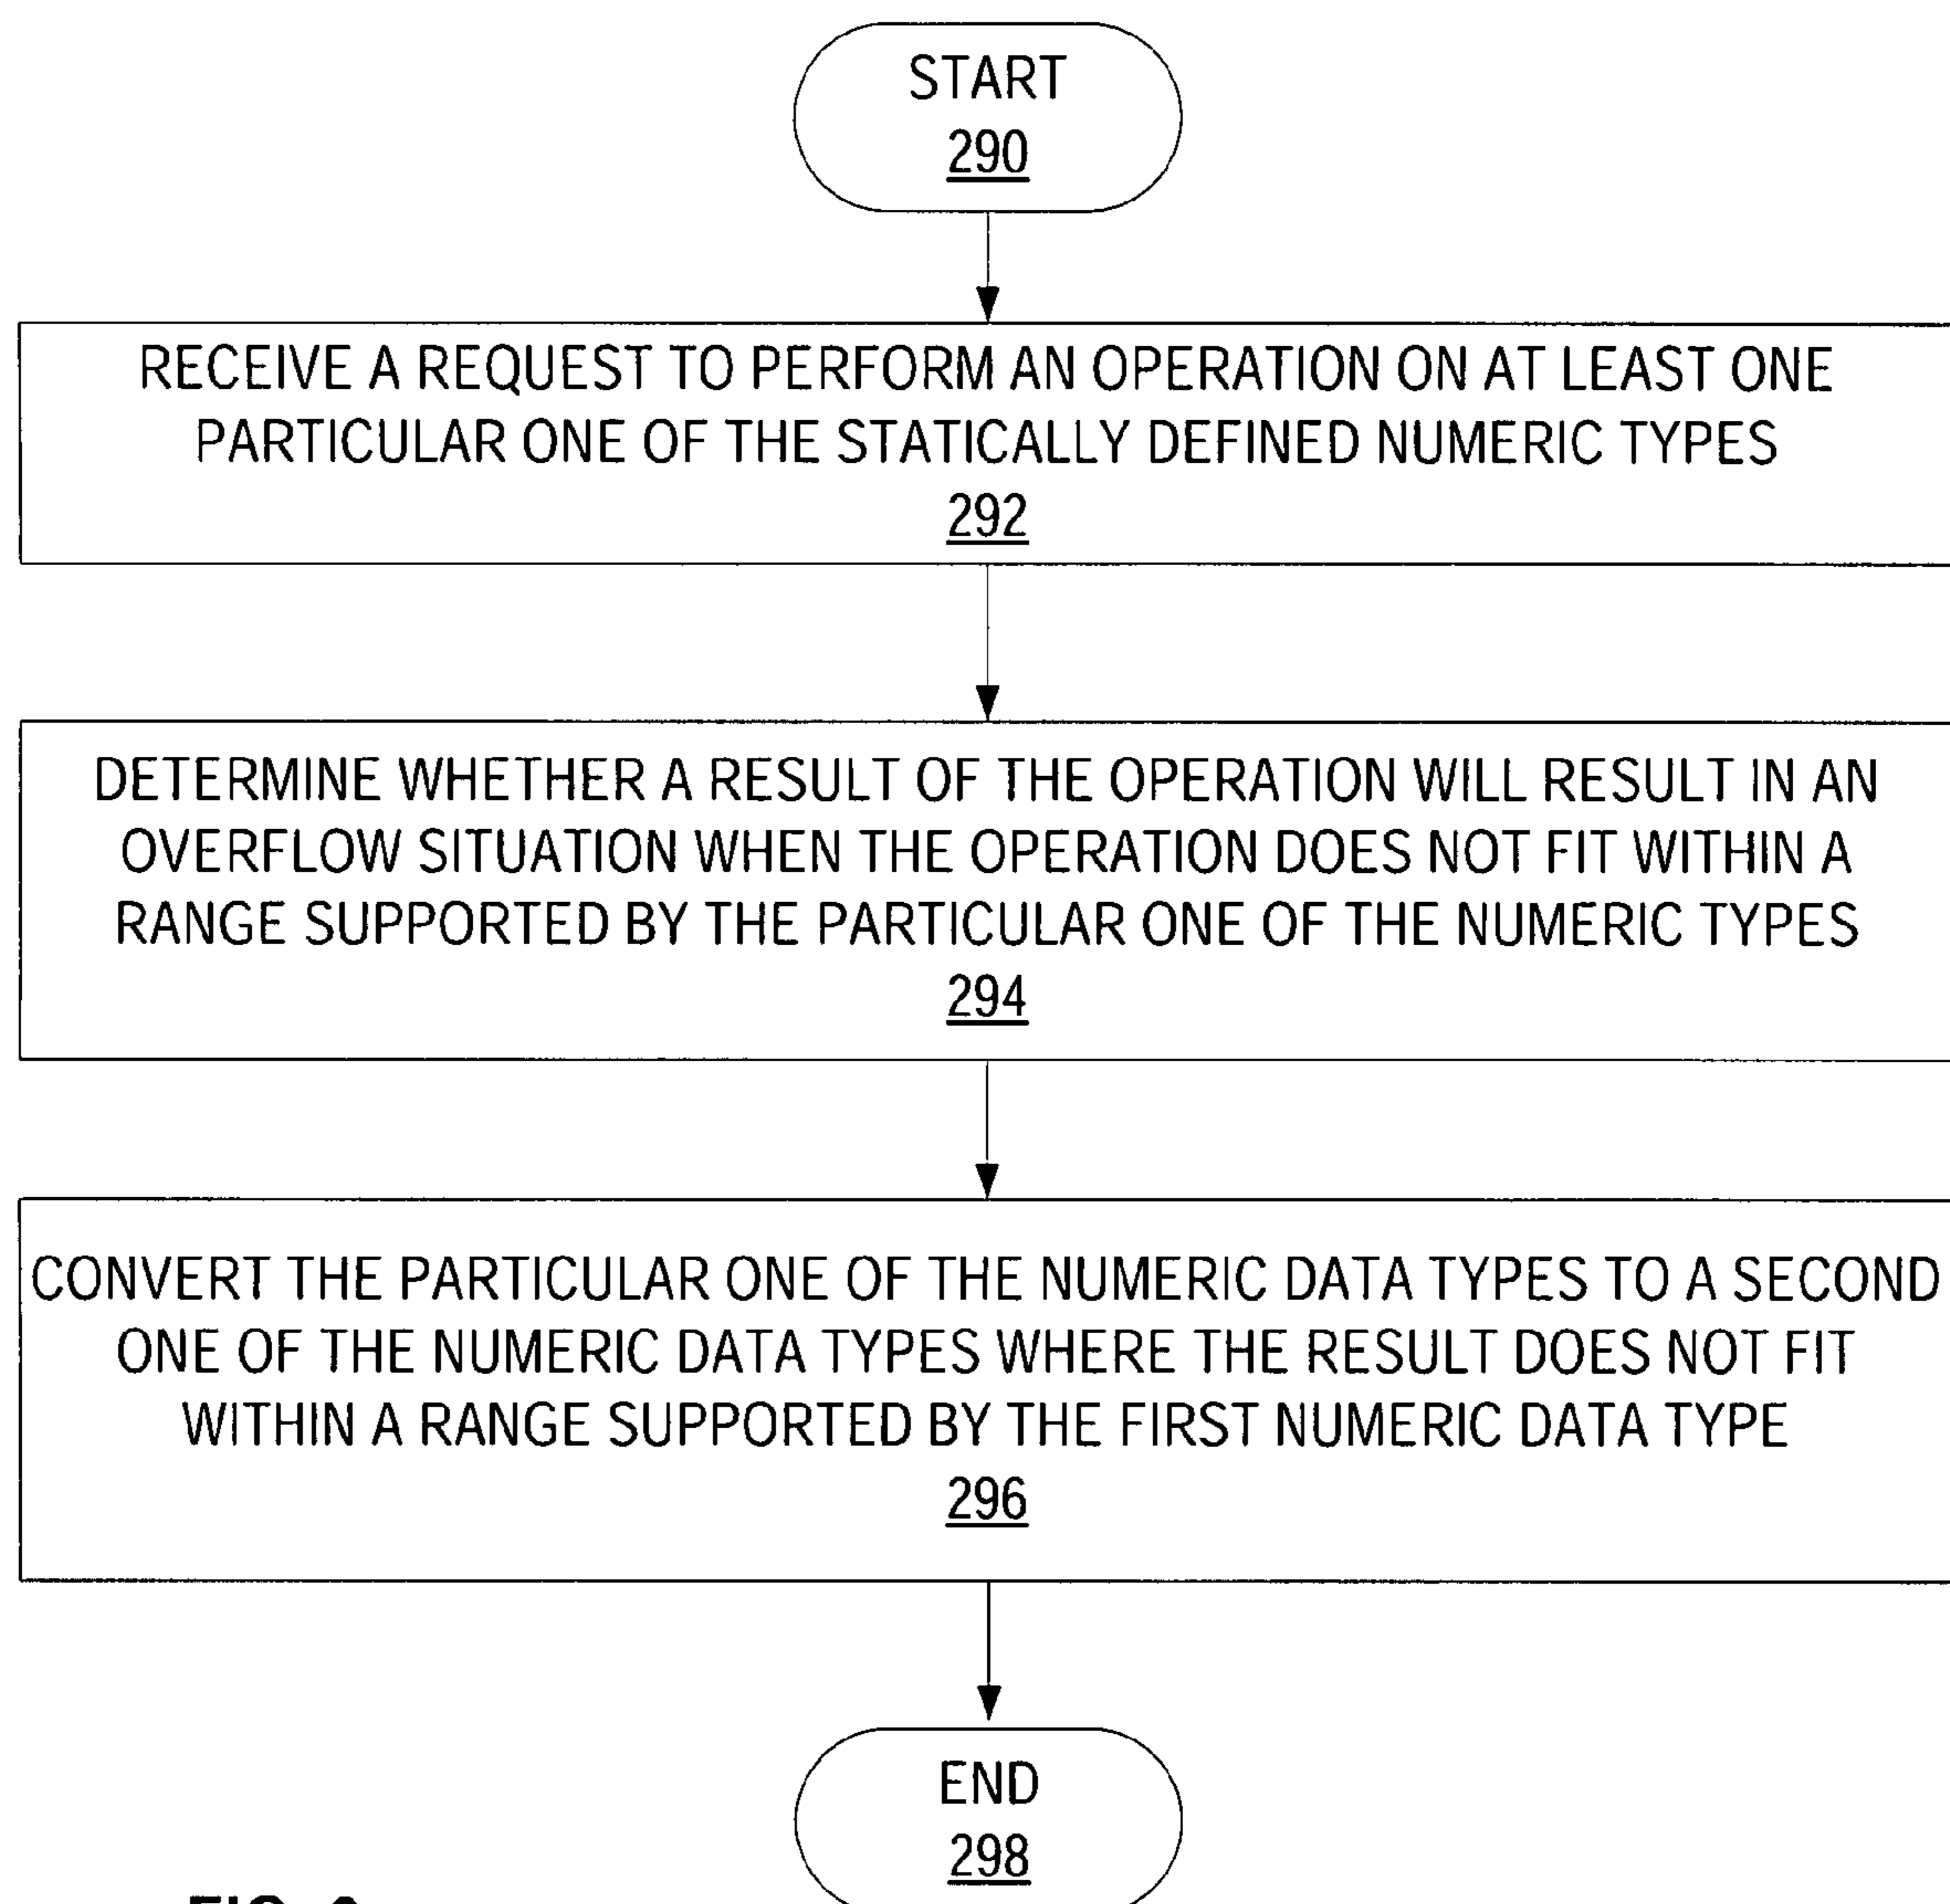 START
290
RECEIVE A REQUEST TO PERFORM AN OPERATION ON AT LEAST ONE
PARTICULAR ONE OF THE STATICALLY DEFINED NUMERIC TYPES
292
DETERMINE WHETHER A RESULT OF THE OPERATION WILL RESULT IN AN
OVERFLOW SITUATION WHEN THE OPERATION DOES NOT FIT WITHIN A
RANGE SUPPORTED BY THE PARTICULAR ONE OF THE NUMERIC TYPES
294
CONVERT THE PARTICULAR ONE OF THE NUMERIC DATA TYPES TO A SECOND
ONE OF THE NUMERIC DATA TYPES WHERE THE RESULT DOES NOT FIT
WITHIN A RANGE SUPPORTED BY THE FIRST NUMERIC DATA TYPE
296
END
298